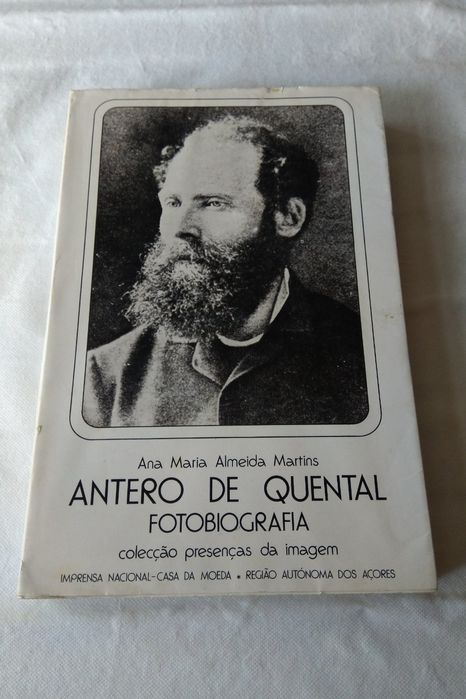 Ana Maria Almeida Martins
ANTERO DE QUENTAL
FOTOBIOGRAFIA
colecção presenças da imagem
IMPRENSA NACIONAL-CASA DA MOEDA • REGIÃO AUTÓNOMA DOS AÇORES